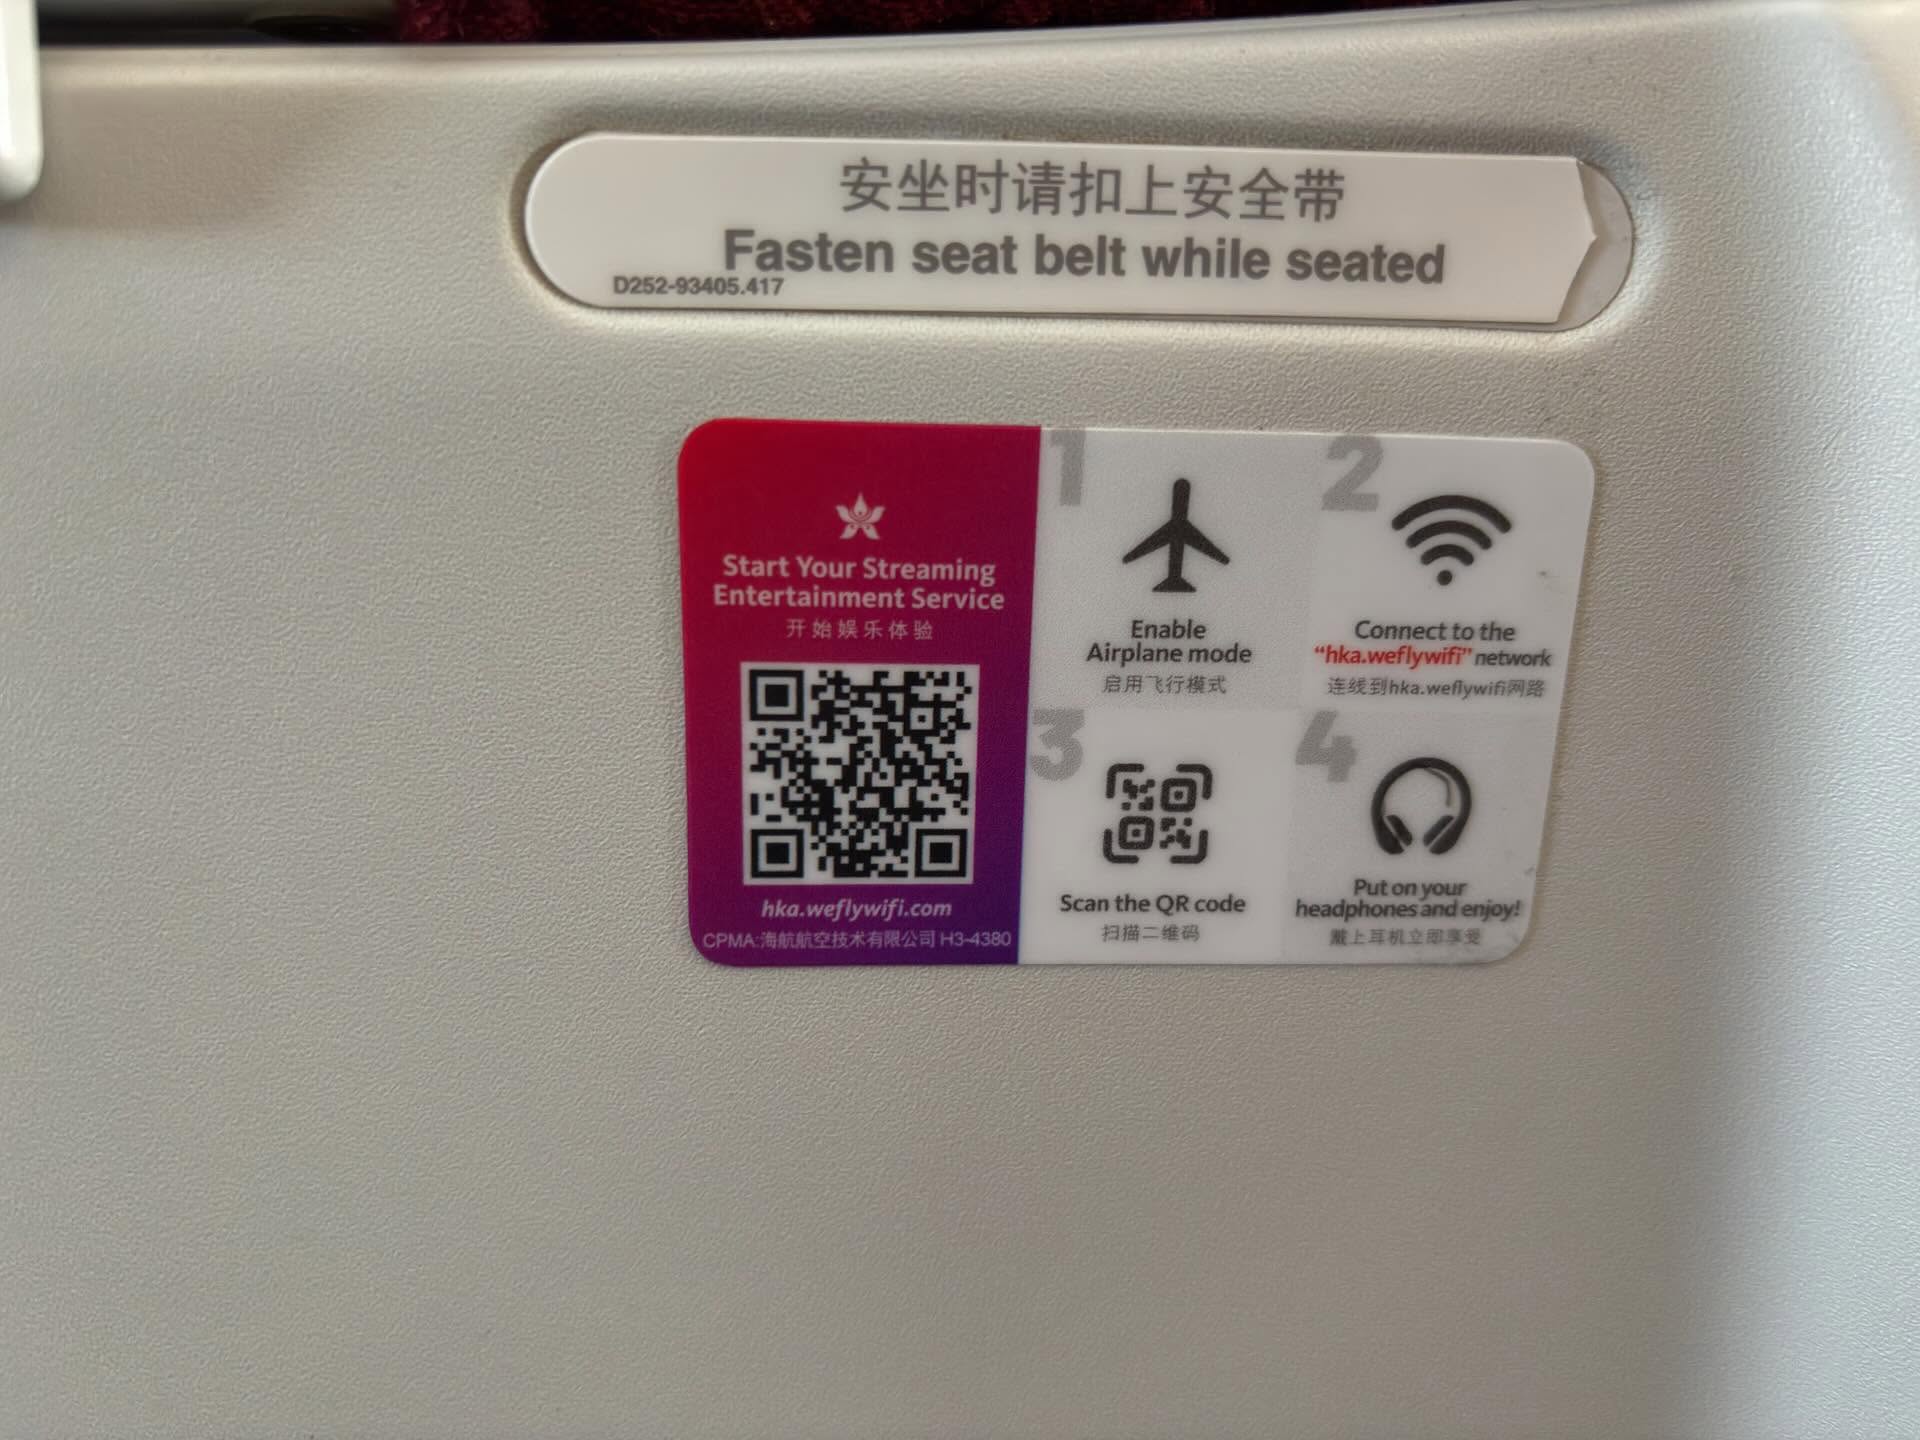 安坐时请扣上安全带
Fasten seat belt while seated
D252-93405.417
Start Your Streaming
Entertainment Service
开始娱乐体验
hka.weflywifi.com
CPMA:海航航空技术有限公司 H3-4380
1
Enable
Airplane mode
启用飞行模式
2
Connect to the
“hka.weflywifi” network
连线到hka.weflywifi网路
3
Scan the QR code
扫描二维码
4
Put on your
headphones and enjoy!
戴上耳机立即享受